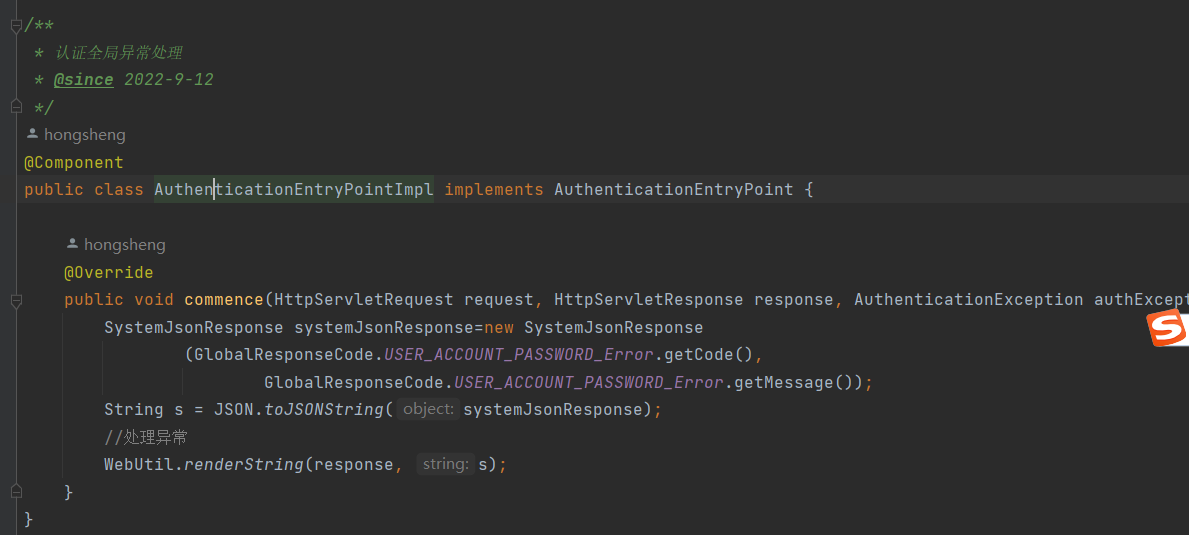 /**
 * 认证全局异常处理
 * @since 2022-9-12
 */
hongsheng
@Component
public class AuthenticationEntryPointImpl implements AuthenticationEntryPoint {
hongsheng
@Override
public void commence(HttpServletRequest request, HttpServletResponse response, AuthenticationException authExcept
SystemJsonResponse systemJsonResponse=new SystemJsonResponse
(GlobalResponseCode.USER_ACCOUNT_PASSWORD_Error.getCode(),
GlobalResponseCode.USER_ACCOUNT_PASSWORD_Error.getMessage());
String s = JSON.toJSONString( object: systemJsonResponse);
//处理异常
WebUtil.renderString(response, string: s);
}
}